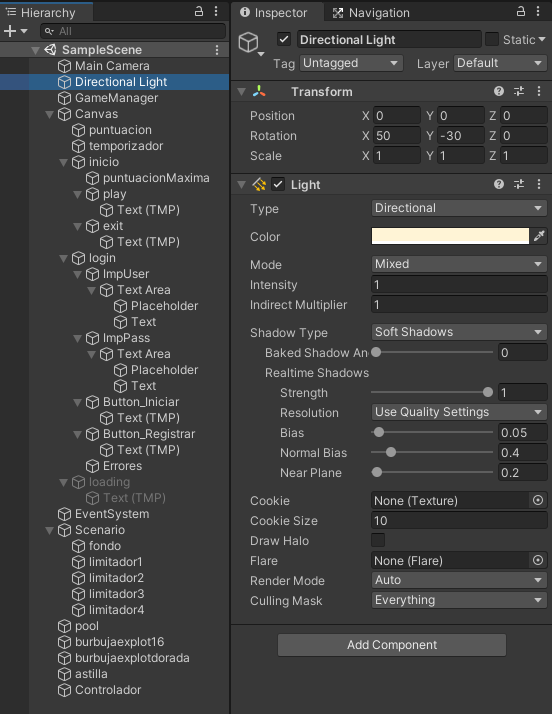 Hierarchy
All
SampleScene
Main Camera
Directional Light
GameManager
Canvas
puntuacion
temporizador
inicio
puntuacionMaxima
play
Text (TMP)
exit
Text (TMP)
login
ImpUser
Text Area
Placeholder
Text
ImpPass
Text Area
Placeholder
Text
Button_Iniciar
Text (TMP)
Button_Registrar
Text (TMP)
Errores
loading
Text (TMP)
EventSystem
Scenario
fondo
limitador1
limitador2
limitador3
limitador4
pool
burbujaexplot16
burbujaexplotdorada
astilla
Controlador
Inspector Navigation
Directional Light Static
Tag Untagged Layer Default
Transform
Position X 0 Y 0 Z 0
Rotation X 50 Y -30 Z 0
Scale X 1 Y 1 Z 1
Light
Type Directional
Color
Mode Mixed
Intensity 1
Indirect Multiplier 1
Shadow Type Soft Shadows
Baked Shadow An 0
Realtime Shadows
Strength 1
Resolution Use Quality Settings
Bias 0.05
Normal Bias 0.4
Near Plane 0.2
Cookie None (Texture)
Cookie Size 10
Draw Halo
Flare None (Flare)
Render Mode Auto
Culling Mask Everything
Add Component